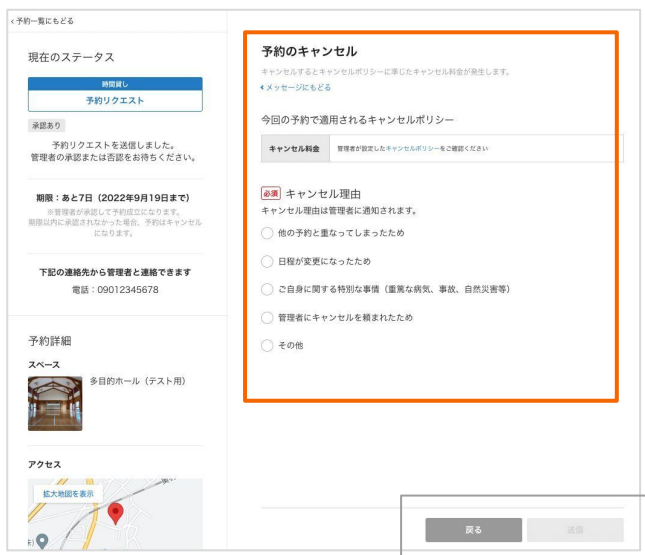 ‹予約一覧にもどる
現在のステータス
時間貸し
予約リクエスト
承認あり
予約リクエストを送信しました。
管理者の承認または否認をお待ちください。
期限：あと7日（2022年9月19日まで）
※管理者が承認して予約成立になります。
期限以内に承認されなかった場合、予約はキャンセル
になります。
下記の連絡先から管理者と連絡できます
電話：09012345678
予約詳細
スペース
多目的ホール（テスト用）
アクセス
拡大地図を表示
予約のキャンセル
キャンセルするとキャンセルポリシーに準じたキャンセル料金が発生します。
メッセージにもどる
今回の予約で適用されるキャンセルポリシー
キャンセル料金 管理者が設定したキャンセルポリシーをご確認ください
必須 キャンセル理由
キャンセル理由は管理者に通知されます。
他の予約と重なってしまったため
日程が変更になったため
ご自身に関する特別な事情（重篤な病気、事故、自然災害等）
管理者にキャンセルを頼まれたため
その他
戻る 送信